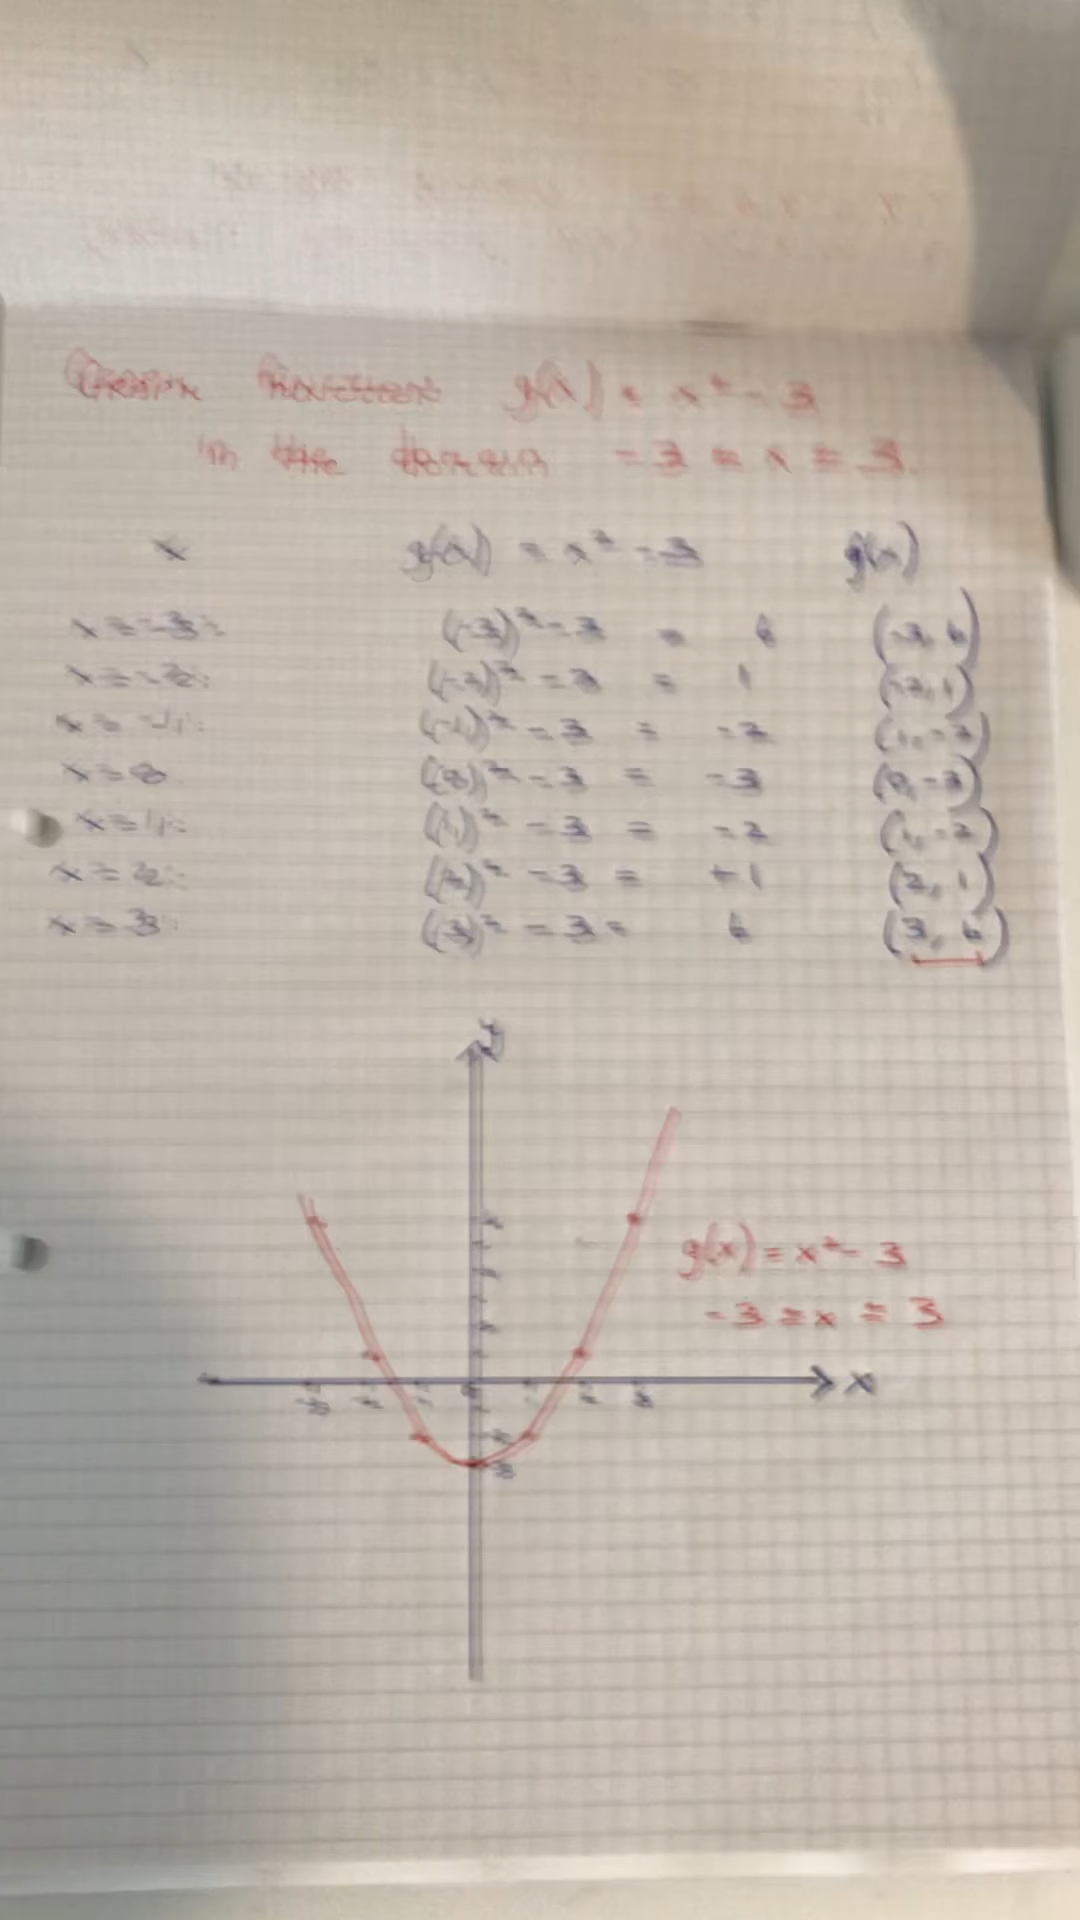 Graph function g(x) = x² - 3
in the domain -3 ≤ x ≤ 3.
x g(x) = x² - 3 g(x)
x = -3: (-3)² - 3 = 6 (-3, 6)
x = -2: (-2)² - 3 = 1 (-2, 1)
x = -1: (-1)² - 3 = -2 (-1, -2)
x = 0 (0)² - 3 = -3 (0, -3)
x = 1: (1)² - 3 = -2 (1, -2)
x = 2: (2)² - 3 = +1 (2, 1)
x = 3: (3)² - 3 = 6 (3, 6)
y
g(x) = x² - 3
x